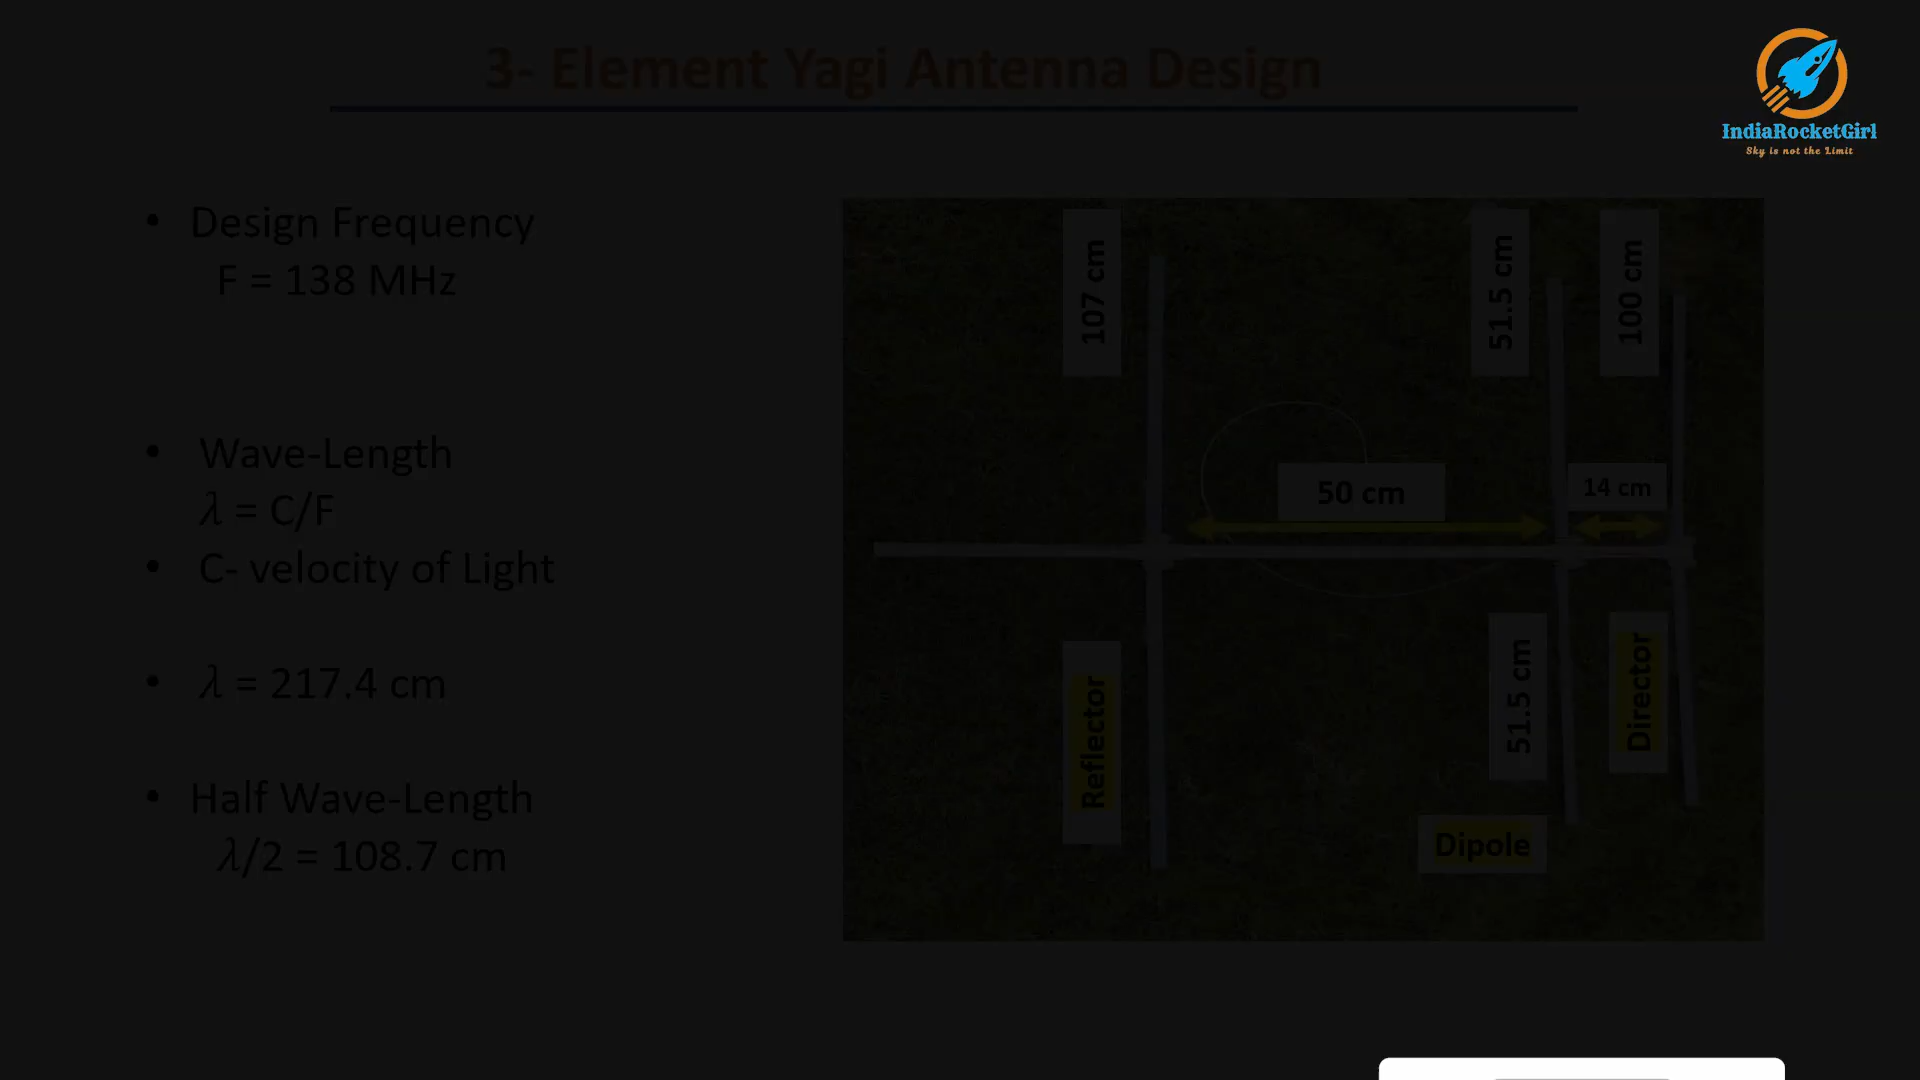 3- Element Yagi Antenna Design
IndiaRocketGirl
Sky is not the Limit
• Design Frequency
F = 138 MHz
• Wave-Length
λ = C/F
• C- velocity of Light
• λ = 217.4 cm
• Half Wave-Length
λ/2 = 108.7 cm
107 cm
51.5 cm
100 cm
50 cm
14 cm
Reflector
51.5 cm
Director
Dipole